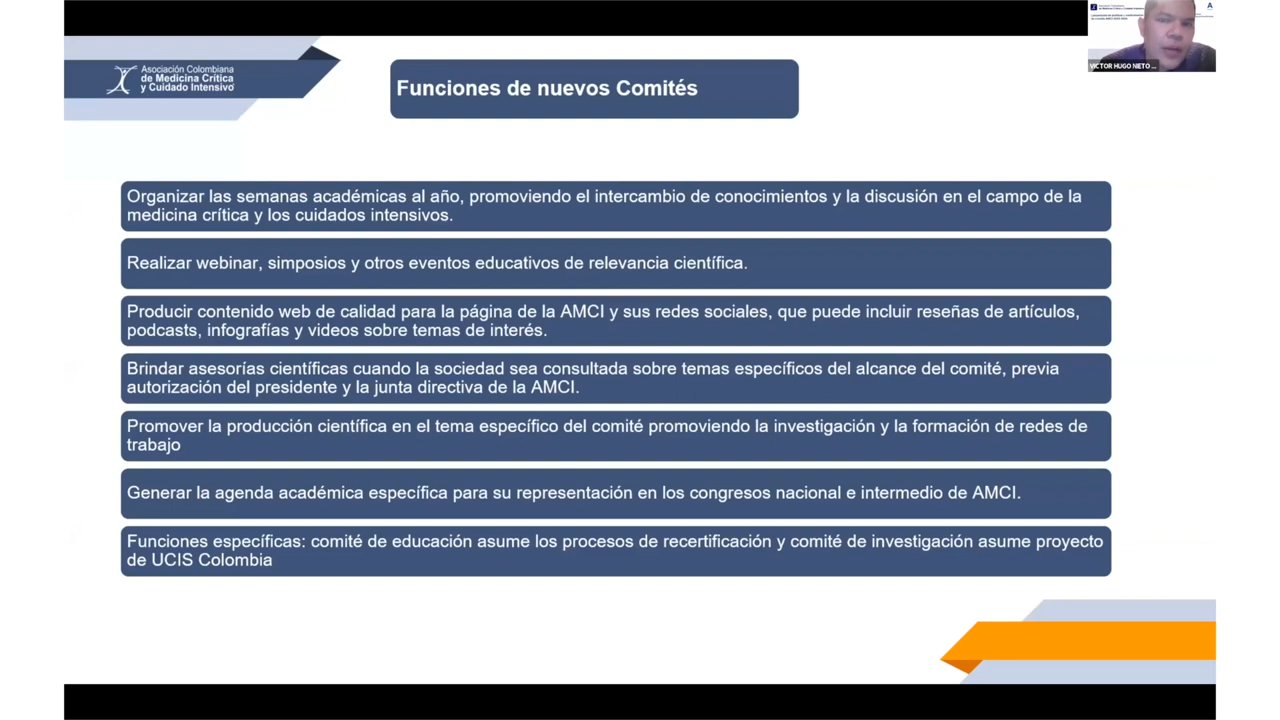 Asociación Colombiana
de Medicina Crítica
y Cuidado Intensivo
Funciones de nuevos Comités
VICTOR HUGO NIETO ...
Organizar las semanas académicas al año, promoviendo el intercambio de conocimientos y la discusión en el campo de la
medicina crítica y los cuidados intensivos.
Realizar webinar, simposios y otros eventos educativos de relevancia científica.
Producir contenido web de calidad para la página de la AMCI y sus redes sociales, que puede incluir reseñas de artículos,
podcasts, infografías y videos sobre temas de interés.
Brindar asesorías científicas cuando la sociedad sea consultada sobre temas específicos del alcance del comité, previa
autorización del presidente y la junta directiva de la AMCI.
Promover la producción científica en el tema específico del comité promoviendo la investigación y la formación de redes de
trabajo
Generar la agenda académica específica para su representación en los congresos nacional e intermedio de AMCI.
Funciones específicas: comité de educación asume los procesos de recertificación y comité de investigación asume proyecto
de UCIS Colombia